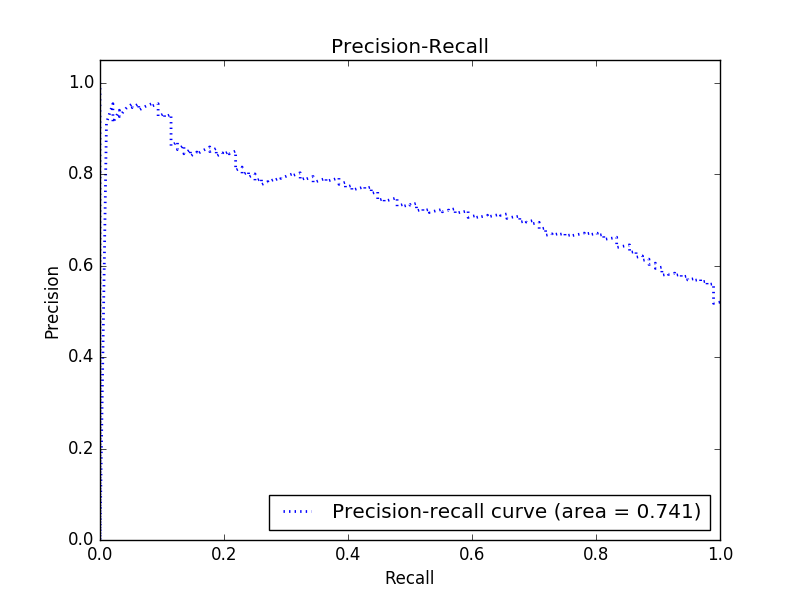 Precision-Recall
1.0
0.8
0.6
0.4
0.2
0.0
Precision
0.0 0.2 0.4 0.6 0.8 1.0
Recall
Precision-recall curve (area = 0.741)